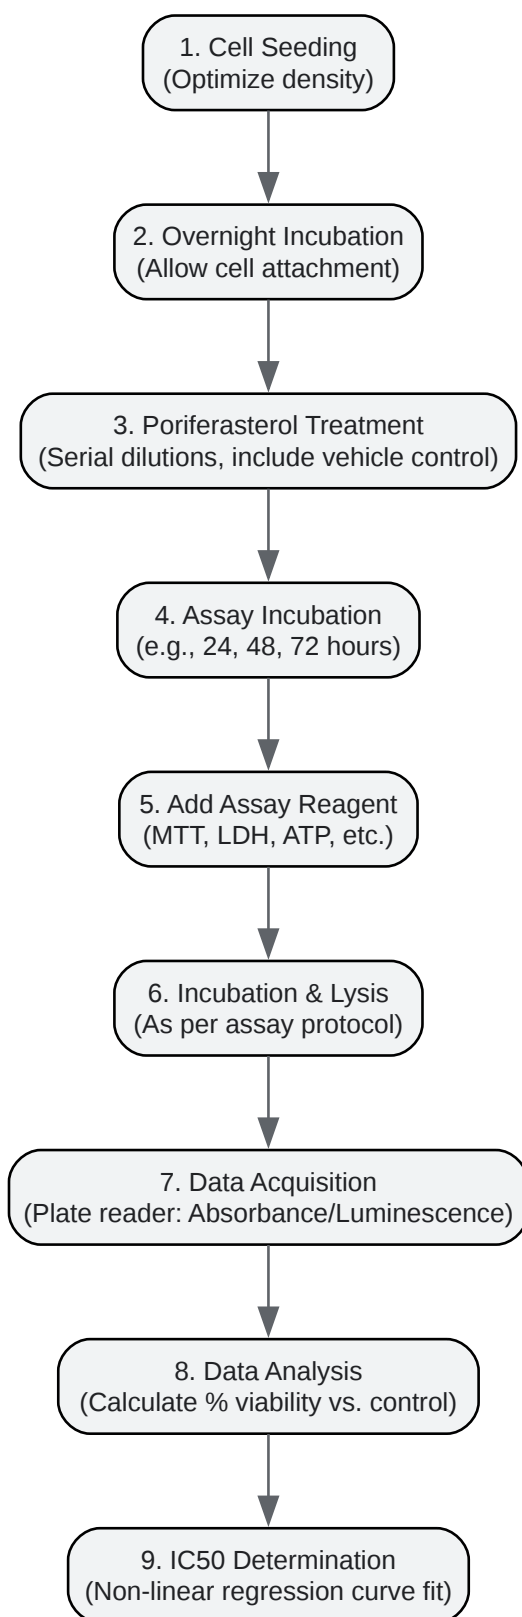 1. Cell Seeding
(Optimize density)
2. Overnight Incubation
(Allow cell attachment)
3. Poriferasterol Treatment
(Serial dilutions, include vehicle control)
4. Assay Incubation
(e.g., 24, 48, 72 hours)
5. Add Assay Reagent
(MTT, LDH, ATP, etc.)
6. Incubation & Lysis
(As per assay protocol)
7. Data Acquisition
(Plate reader: Absorbance/Luminescence)
8. Data Analysis
(Calculate % viability vs. control)
9. IC50 Determination
(Non-linear regression curve fit)